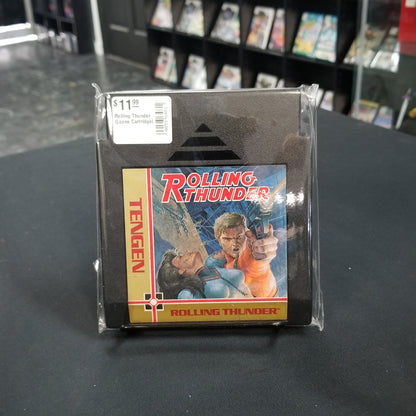 $11.99
Rolling Thunder
(Loose Cartridge)
ROLLING
THUNDER
TENGEN
ROLLING THUNDER